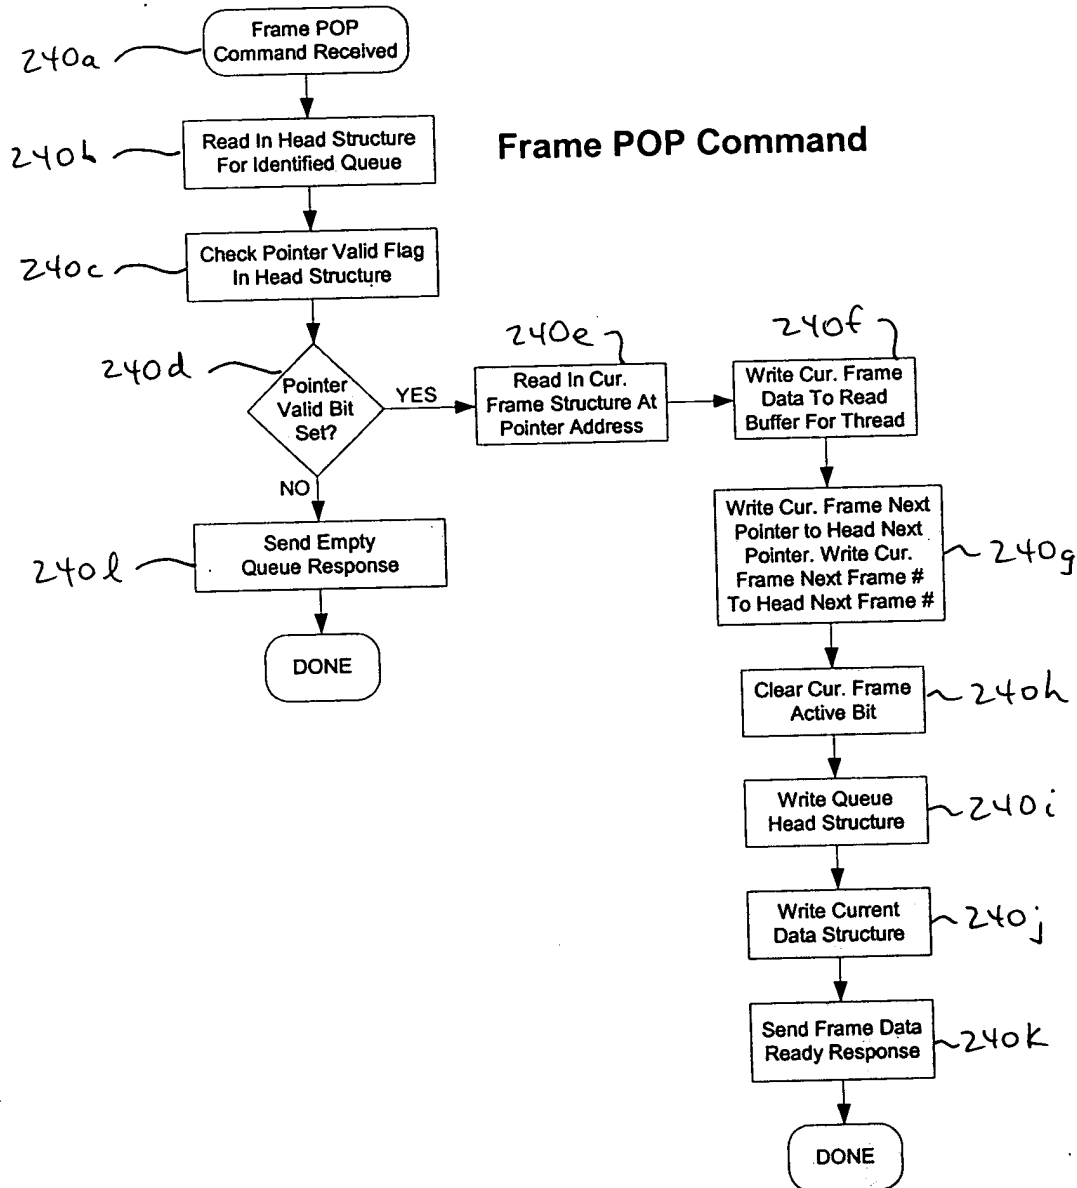 Frame POP
Command Received
240a
Read In Head Structure
For Identified Queue
240b
Frame POP Command
Check Pointer Valid Flag
In Head Structure
240c
240d
Pointer
Valid Bit
Set?
YES
NO
240e
Read In Cur.
Frame Structure At
Pointer Address
240f
Write Cur. Frame
Data To Read
Buffer For Thread
Write Cur. Frame Next
Pointer to Head Next
Pointer. Write Cur.
Frame Next Frame #
To Head Next Frame #
240g
Send Empty
Queue Response
240l
DONE
Clear Cur. Frame
Active Bit
240h
Write Queue
Head Structure
240i
Write Current
Data Structure
240j
Send Frame Data
Ready Response
240k
DONE